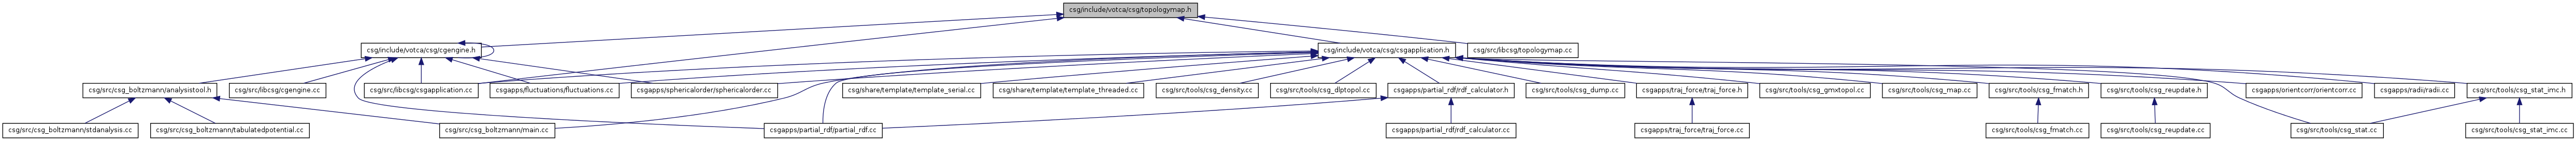 csg/include/votca/csg/topologymap.h
csg/include/votca/csg/cgengine.h
csg/include/votca/csg/csgapplication.h
csg/src/libcsg/topologymap.cc
csg/src/csg_boltzmann/analysistool.h
csg/src/libcsg/cgengine.cc
csg/src/libcsg/csgapplication.cc
csgapps/fluctuations/fluctuations.cc
csgapps/sphericalorder/sphericalorder.cc
csg/share/template/template_serial.cc
csg/share/template/template_threaded.cc
csg/src/tools/csg_density.cc
csg/src/tools/csg_dlptopol.cc
csgapps/partial_rdf/rdf_calculator.h
csg/src/tools/csg_dump.cc
csgapps/traj_force/traj_force.h
csg/src/tools/csg_gmxtopol.cc
csg/src/tools/csg_map.cc
csg/src/tools/csg_fmatch.h
csg/src/tools/csg_reupdate.h
csgapps/orientcorr/orientcorr.cc
csgapps/radii/radii.cc
csg/src/tools/csg_stat_imc.h
csg/src/csg_boltzmann/stdanalysis.cc
csg/src/csg_boltzmann/tabulatedpotential.cc
csg/src/csg_boltzmann/main.cc
csgapps/partial_rdf/partial_rdf.cc
csgapps/partial_rdf/rdf_calculator.cc
csgapps/traj_force/traj_force.cc
csg/src/tools/csg_fmatch.cc
csg/src/tools/csg_reupdate.cc
csg/src/tools/csg_stat.cc
csg/src/tools/csg_stat_imc.cc